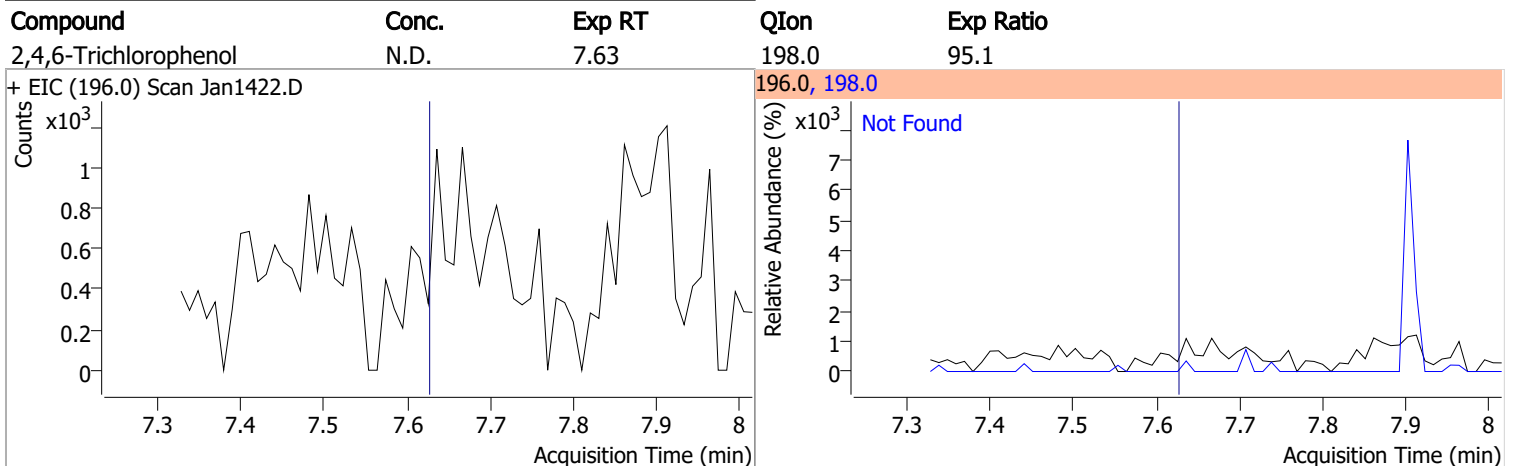 Compound Conc. Exp RT QIon Exp Ratio
2,4,6-Trichlorophenol N.D. 7.63 198.0 95.1
+ EIC (196.0) Scan Jan1422.D
Counts
x10³
1
0.8
0.6
0.4
0.2
0
7.3 7.4 7.5 7.6 7.7 7.8 7.9 8
Acquisition Time (min)
196.0, 198.0
Relative Abundance (%)
x10³
Not Found
7
6
5
4
3
2
1
0
7.3 7.4 7.5 7.6 7.7 7.8 7.9 8
Acquisition Time (min)